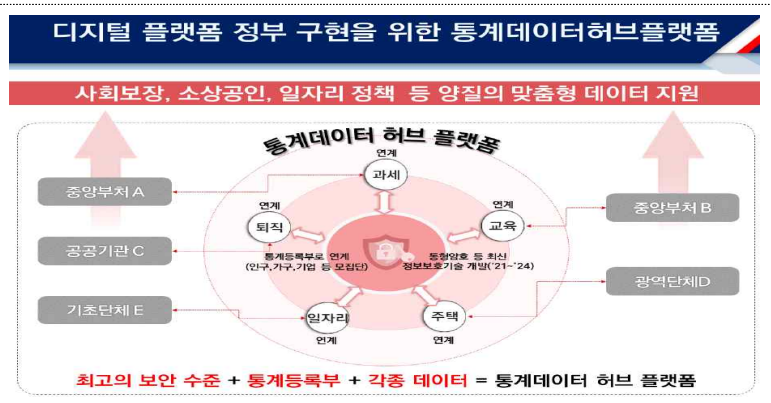 디지털 플랫폼 정부 구현을 위한 통계데이터허브플랫폼
사회보장, 소상공인, 일자리 정책 등 양질의 맞춤형 데이터 지원
통계데이터 허브 플랫폼
연계
과세
중앙부처 A
연계
퇴직
연계
교육
중앙부처 B
공공기관 C
통계등록부로 연계
(인구,가구,기업 등 모집단)
동형암호 등 최신
정보보호기술 개발('21~'24)
광역단체D
기초단체 E
일자리
연계
주택
연계
최고의 보안 수준 + 통계등록부 + 각종 데이터 = 통계데이터 허브 플랫폼